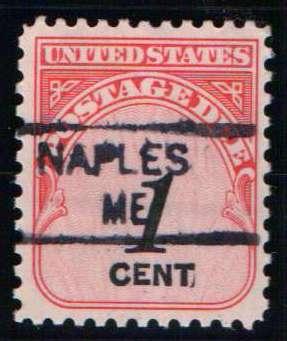 UNITED STATES
POSTAGE DUE
NAPLES
ME
1
CENT